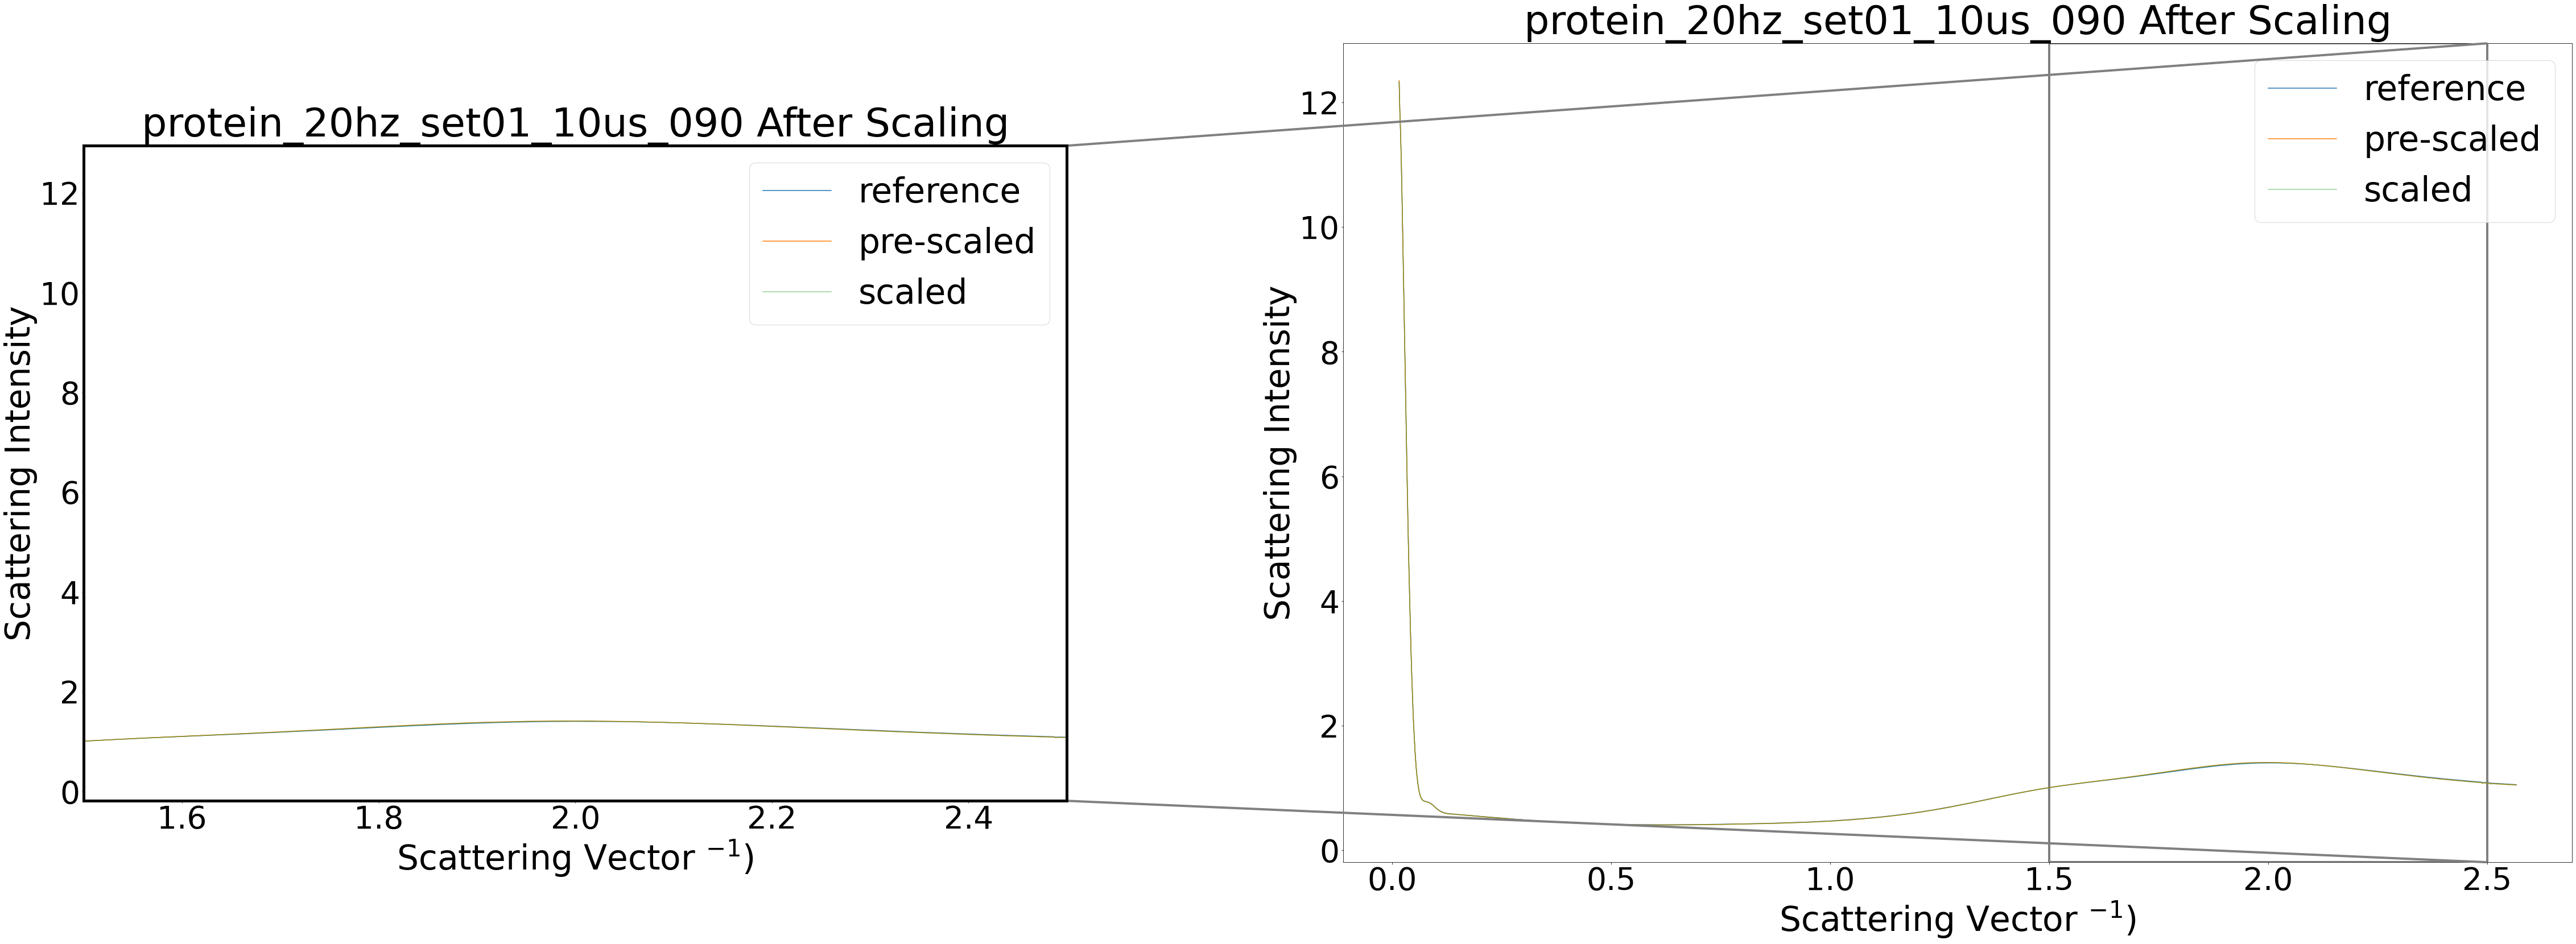 protein_20hz_set01_10us_090 After Scaling
reference
pre-scaled
scaled
12
10
8
6
4
2
0
Scattering Intensity
1.6 1.8 2.0 2.2 2.4
Scattering Vector ⁻¹)
protein_20hz_set01_10us_090 After Scaling
reference
pre-scaled
scaled
12
10
8
6
4
2
0
Scattering Intensity
0.0 0.5 1.0 1.5 2.0 2.5
Scattering Vector ⁻¹)